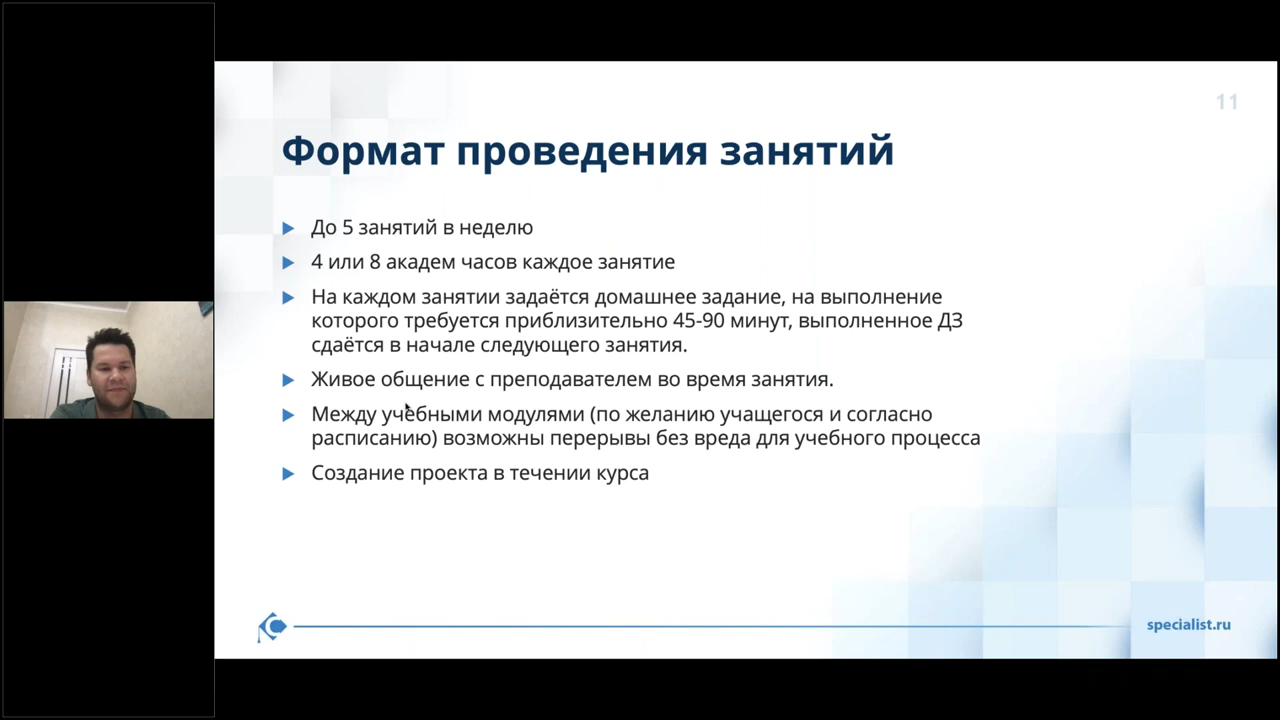 11
Формат проведения занятий
До 5 занятий в неделю
4 или 8 академ часов каждое занятие
На каждом занятии задаётся домашнее задание, на выполнение
которого требуется приблизительно 45-90 минут, выполненное ДЗ
сдаётся в начале следующего занятия.
Живое общение с преподавателем во время занятия.
Между учебными модулями (по желанию учащегося и согласно
расписанию) возможны перерывы без вреда для учебного процесса
Создание проекта в течении курса
specialist.ru